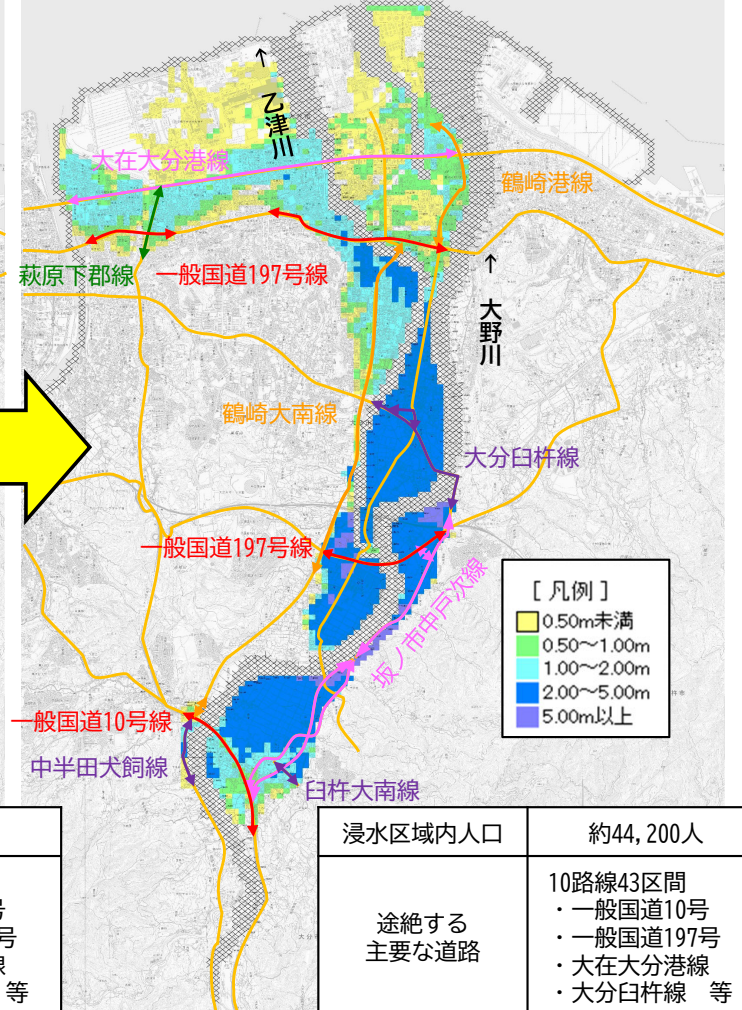 乙津川
大在大分港線
鶴崎港線
萩原下郡線
一般国道197号線
大野川
鶴崎大南線
大分臼杵線
一般国道197号線
坂ノ市中戸次線
[ 凡例 ]
0.50m未満
0.50～1.00m
1.00～2.00m
2.00～5.00m
5.00m以上
一般国道10号線
中半田犬飼線
臼杵大南線
浸水区域内人口
約44,200人
途絶する
主要な道路
10路線43区間
・一般国道10号
・一般国道197号
・大在大分港線
・大分臼杵線 等
号
号
線
等